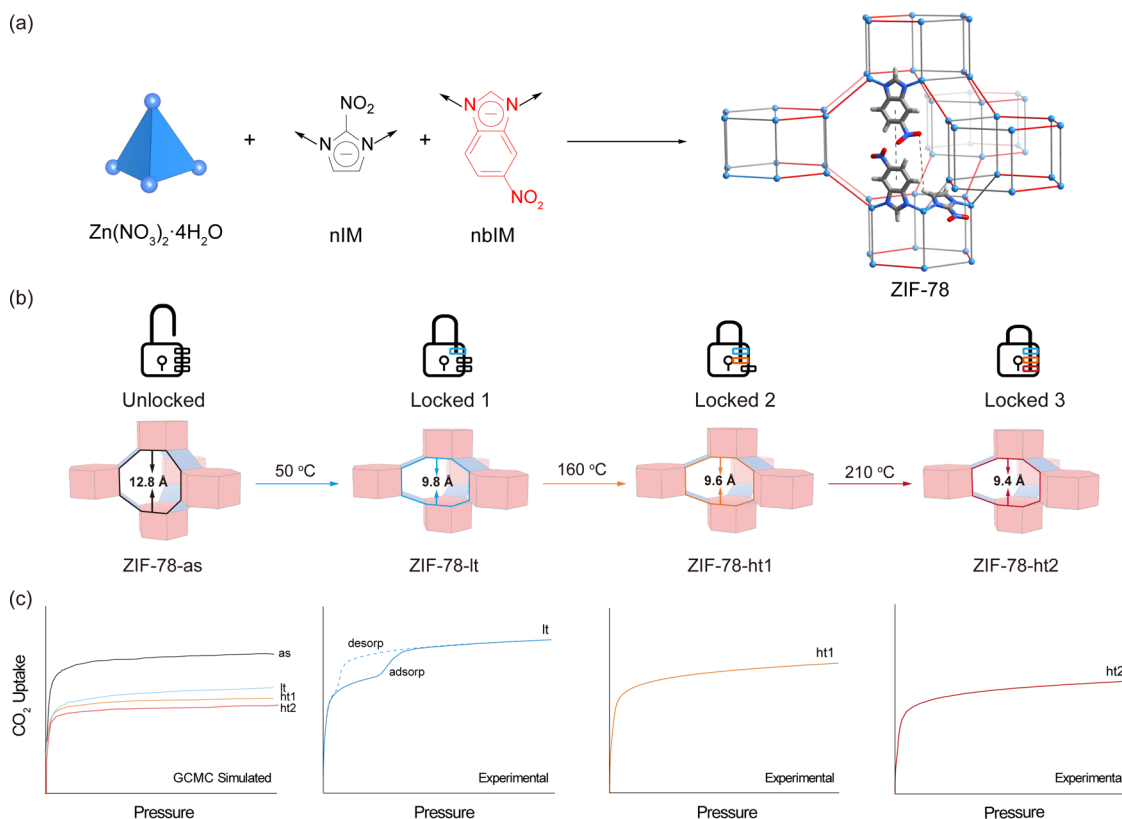 (a)
NO₂
N N
−
+
+
N N
−
NO₂
Zn(NO₃)₂·4H₂O
nIM
nbIM
ZIF-78
(b)
Unlocked
Locked 1
Locked 2
Locked 3
12.8 Å
50 °C
9.8 Å
160 °C
9.6 Å
210 °C
9.4 Å
ZIF-78-as
ZIF-78-lt
ZIF-78-ht1
ZIF-78-ht2
(c)
CO₂ Uptake
as
lt
ht1
ht2
GCMC Simulated
Pressure
desorp
adsorp
lt
Experimental
Pressure
ht1
Experimental
Pressure
ht2
Experimental
Pressure